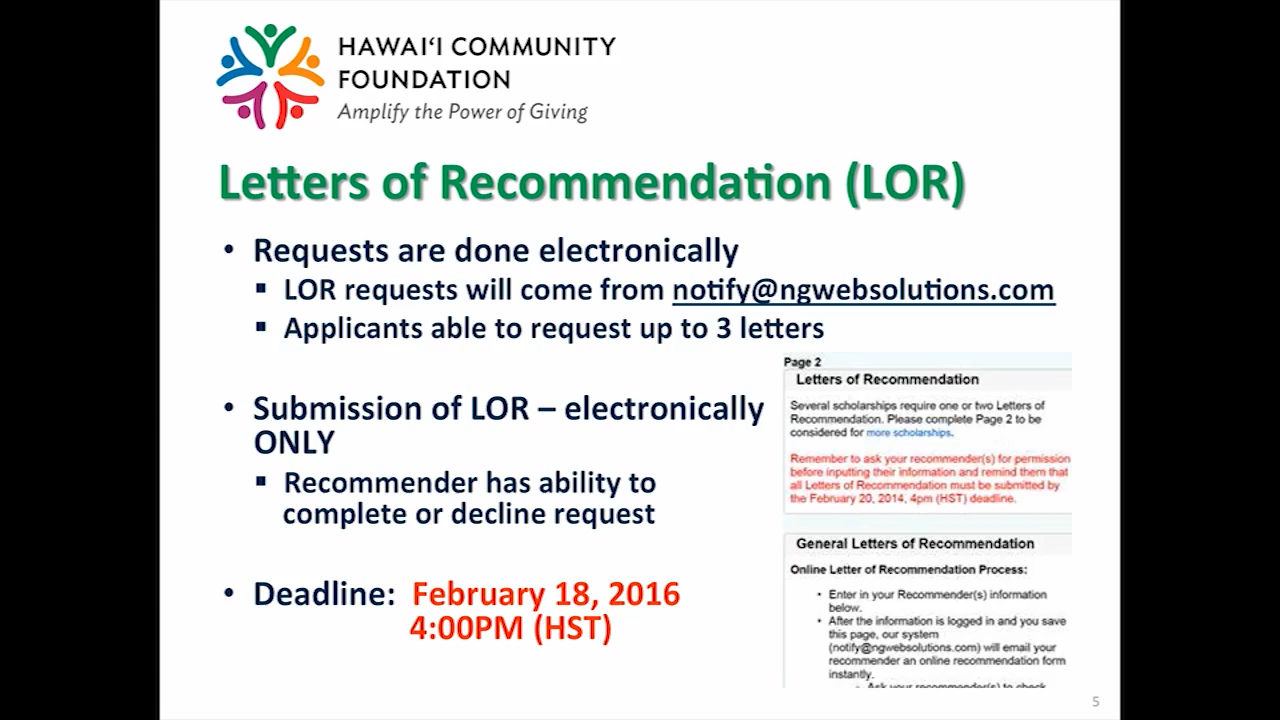 HAWAI‘I COMMUNITY
FOUNDATION
Amplify the Power of Giving
Letters of Recommendation (LOR)
• Requests are done electronically
▪ LOR requests will come from notify@ngwebsolutions.com
▪ Applicants able to request up to 3 letters
• Submission of LOR – electronically
ONLY
▪ Recommender has ability to
complete or decline request
• Deadline: February 18, 2016
4:00PM (HST)
Page 2
Letters of Recommendation
Several scholarships require one or two Letters of
Recommendation. Please complete Page 2 to be
considered for more scholarships.
Remember to ask your recommender(s) for permission
before inputting their information and remind them that
all Letters of Recommendation must be submitted by
the February 20, 2014, 4pm (HST) deadline.
General Letters of Recommendation
Online Letter of Recommendation Process:
• Enter in your Recommender(s) information
below.
• After the information is logged in and you save
this page, our system
(notify@ngwebsolutions.com) will email your
recommender an online recommendation form
instantly.
Ask your recommender(s) to check
5